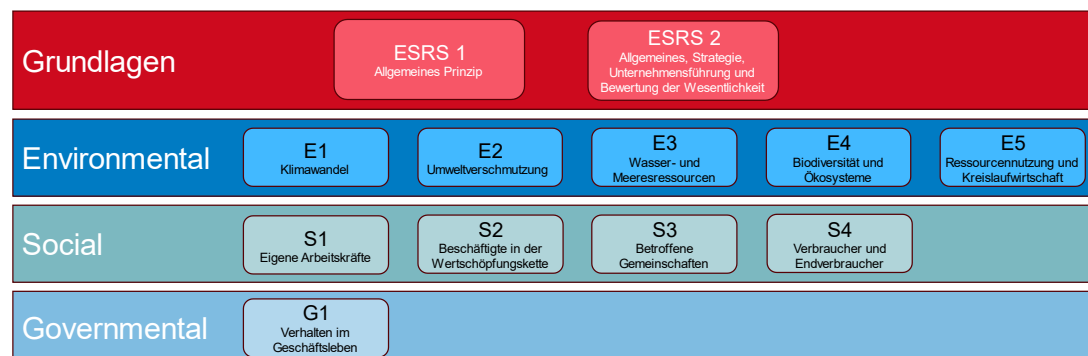 Grundlagen
ESRS 1
Allgemeines Prinzip
ESRS 2
Allgemeines, Strategie,
Unternehmensführung und
Bewertung der Wesentlichkeit
Environmental
E1
Klimawandel
E2
Umweltverschmutzung
E3
Wasser- und
Meeresressourcen
E4
Biodiversität und
Ökosysteme
E5
Ressourcennutzung und
Kreislaufwirtschaft
Social
S1
Eigene Arbeitskräfte
S2
Beschäftigte in der
Wertschöpfungskette
S3
Betroffene
Gemeinschaften
S4
Verbraucher und
Endverbraucher
Governmental
G1
Verhalten im
Geschäftsleben